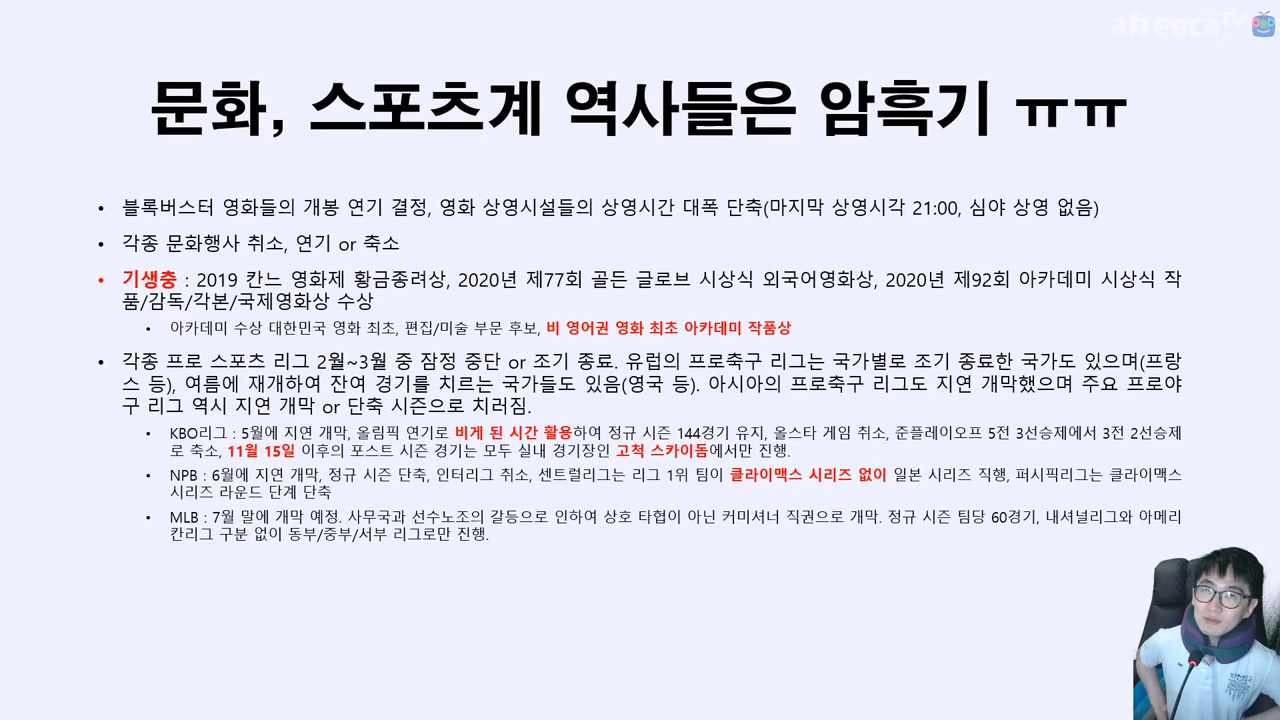 afreecaTV
문화, 스포츠계 역사들은 암흑기 ㅠㅠ
• 블록버스터 영화들의 개봉 연기 결정, 영화 상영시설들의 상영시간 대폭 단축(마지막 상영시각 21:00, 심야 상영 없음)
• 각종 문화행사 취소, 연기 or 축소
• 기생충 : 2019 칸느 영화제 황금종려상, 2020년 제77회 골든 글로브 시상식 외국어영화상, 2020년 제92회 아카데미 시상식 작
품/감독/각본/국제영화상 수상
• 아카데미 수상 대한민국 영화 최초, 편집/미술 부문 후보, 비 영어권 영화 최초 아카데미 작품상
• 각종 프로 스포츠 리그 2월~3월 중 잠정 중단 or 조기 종료. 유럽의 프로축구 리그는 국가별로 조기 종료한 국가도 있으며(프랑
스 등), 여름에 재개하여 잔여 경기를 치르는 국가들도 있음(영국 등). 아시아의 프로축구 리그도 지연 개막했으며 주요 프로야
구 리그 역시 지연 개막 or 단축 시즌으로 치러짐.
• KBO리그 : 5월에 지연 개막, 올림픽 연기로 비게 된 시간 활용하여 정규 시즌 144경기 유지, 올스타 게임 취소, 준플레이오프 5전 3선승제에서 3전 2선승제
로 축소, 11월 15일 이후의 포스트 시즌 경기는 모두 실내 경기장인 고척 스카이돔에서만 진행.
• NPB : 6월에 지연 개막, 정규 시즌 단축, 인터리그 취소, 센트럴리그는 리그 1위 팀이 클라이맥스 시리즈 없이 일본 시리즈 직행, 퍼시픽리그는 클라이맥스
시리즈 라운드 단계 단축
• MLB : 7월 말에 개막 예정. 사무국과 선수노조의 갈등으로 인하여 상호 타협이 아닌 커미셔너 직권으로 개막. 정규 시즌 팀당 60경기, 내셔널리그와 아메리
칸리그 구분 없이 동부/중부/서부 리그로만 진행.